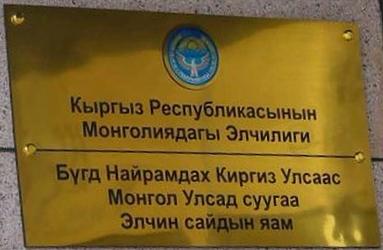 Кыргыз Республикасынын
Монголиядагы Элчилиги
Бүгд Найрамдах Киргиз Улсаас
Монгол Улсад суугаа
Элчин сайдын яам